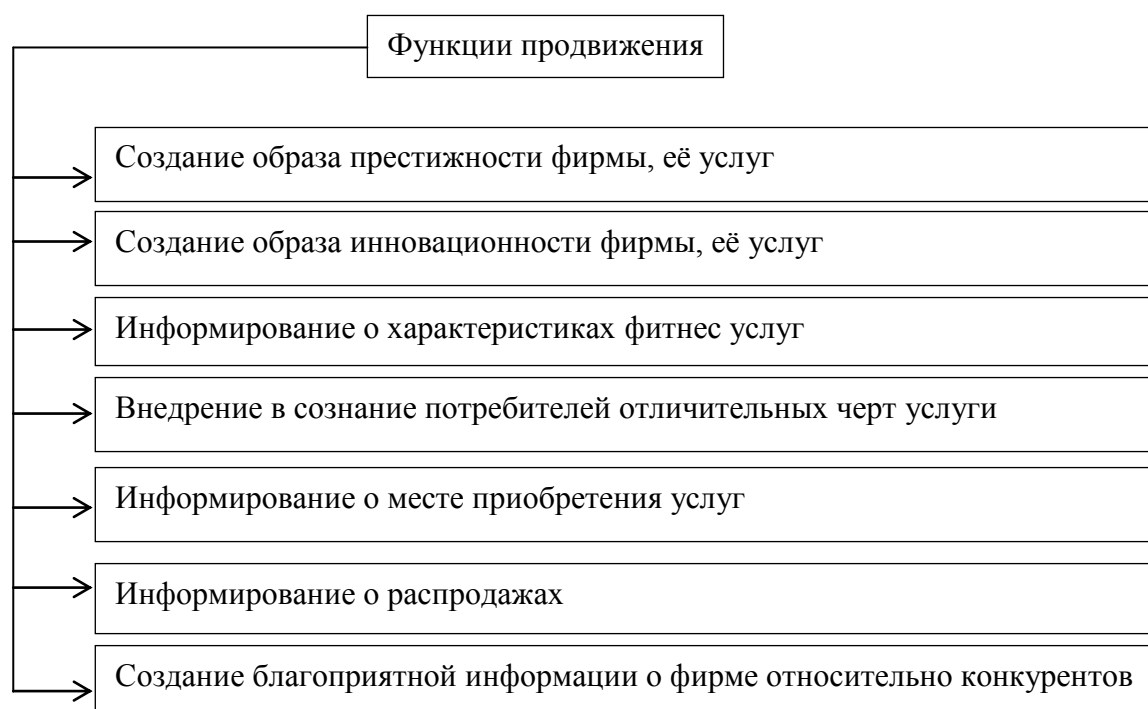 Функции продвижения
Создание образа престижности фирмы, её услуг
Создание образа инновационности фирмы, её услуг
Информирование о характеристиках фитнес услуг
Внедрение в сознание потребителей отличительных черт услуги
Информирование о месте приобретения услуг
Информирование о распродажах
Создание благоприятной информации о фирме относительно конкурентов